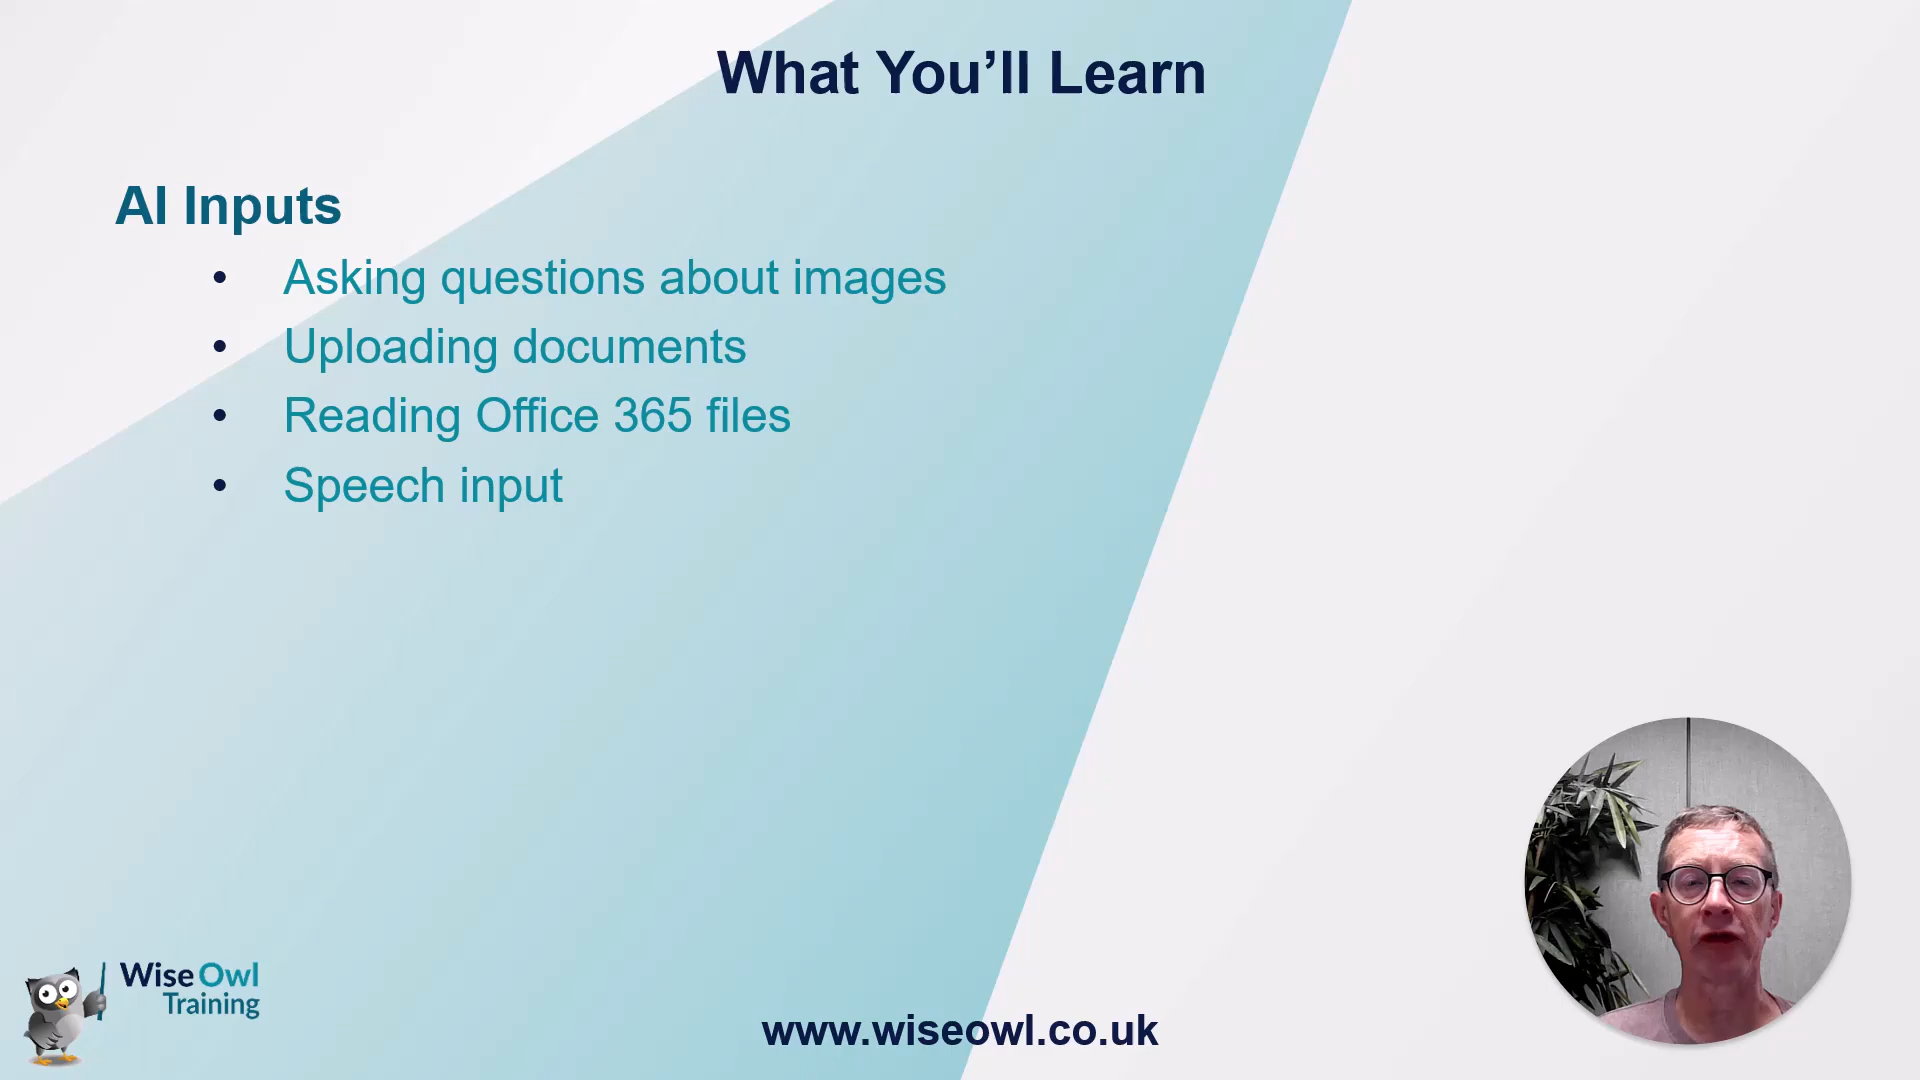 What You’ll Learn
AI Inputs
• Asking questions about images
• Uploading documents
• Reading Office 365 files
• Speech input
Wise Owl
Training
www.wiseowl.co.uk